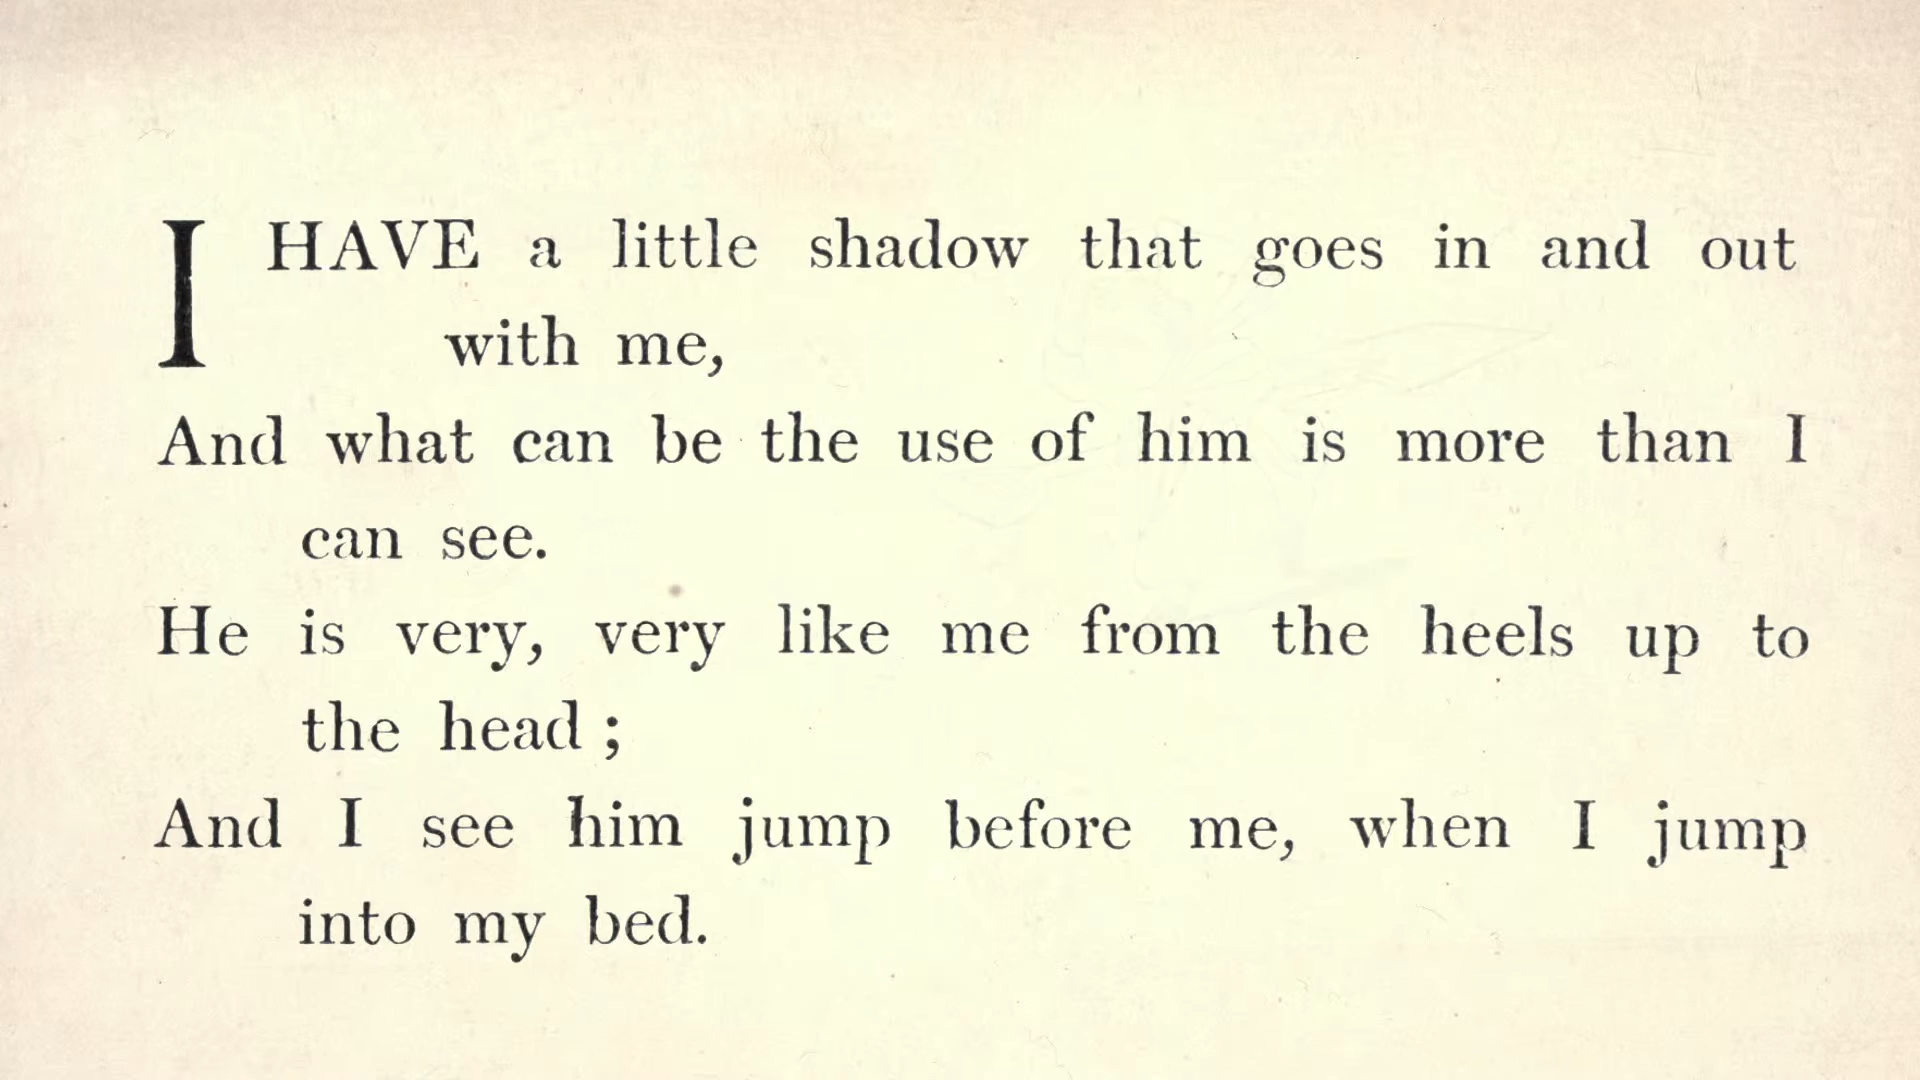 I HAVE a little shadow that goes in and out
with me,
And what can be the use of him is more than I
can see.
He is very, very like me from the heels up to
the head ;
And I see him jump before me, when I jump
into my bed.